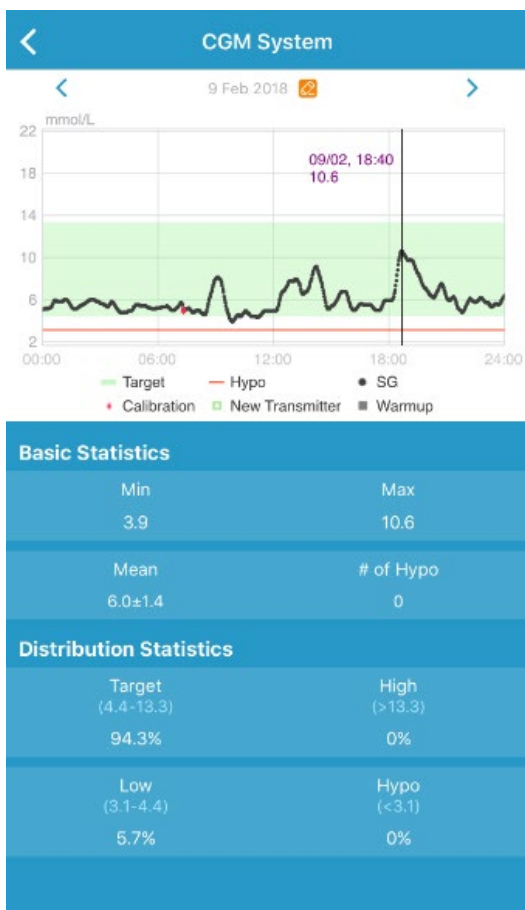 CGM System
9 Feb 2018
mmol/L
22
18
14
10
6
2
09/02, 18:40
10.6
00:00 06:00 12:00 18:00 24:00
Target Hypo SG
Calibration New Transmitter Warmup
Basic Statistics
Min Max
3.9 10.6
Mean # of Hypo
6.0±1.4 0
Distribution Statistics
Target High
(4.4-13.3) (>13.3)
94.3% 0%
Low Hypo
(3.1-4.4) (<3.1)
5.7% 0%